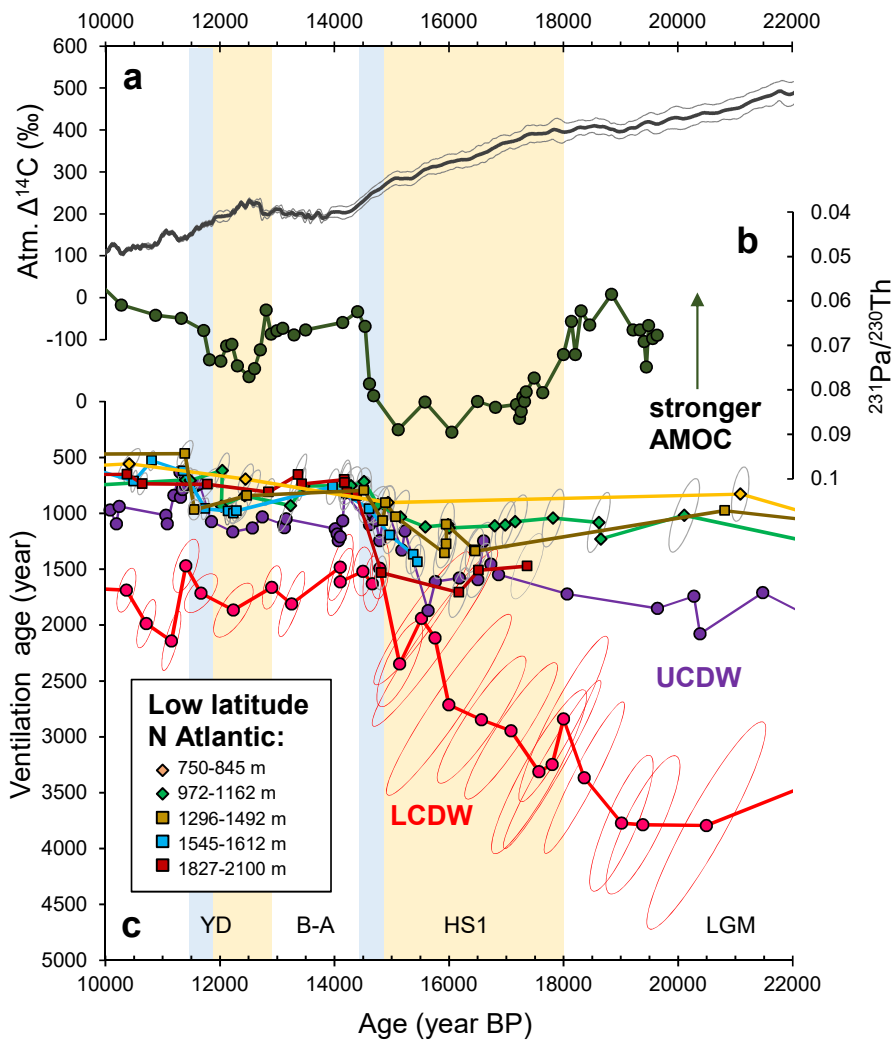 10000 12000 14000 16000 18000 20000 22000
a
600
500
400
300
200
100
0
-100
Atm. Δ14C (‰)
b
0.04
0.05
0.06
0.07
0.08
0.09
0.1
231Pa/230Th
stronger
AMOC
0
500
1000
1500
2000
2500
3000
3500
4000
4500
5000
Ventilation age (year)
UCDW
LCDW
Low latitude
N Atlantic:
750-845 m
972-1162 m
1296-1492 m
1545-1612 m
1827-2100 m
c
YD B-A HS1 LGM
10000 12000 14000 16000 18000 20000 22000
Age (year BP)